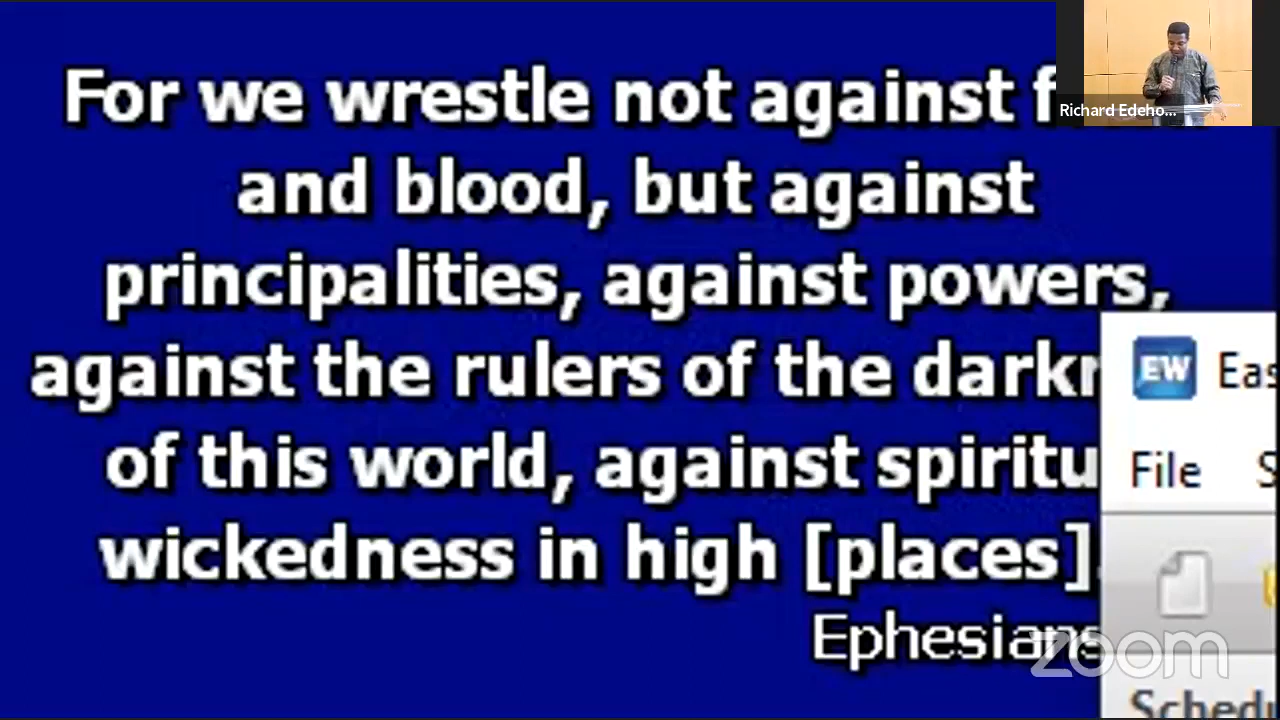 For we wrestle not against
and blood, but against
principalities, against powers,
against the rulers of the
of this world, against
wickedness in high [places].
Ephesians
Richard Edeho...
EW
File
zoom